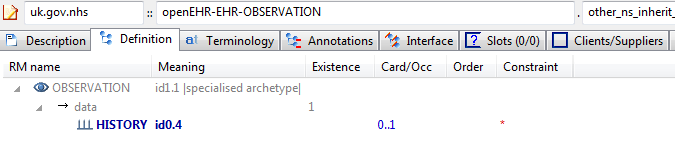 uk.gov.nhs :: openEHR-EHR-OBSERVATION . other_ns_inherit_
Description Definition Terminology Annotations Interface Slots (0/0) Clients/Suppliers
RM name Meaning Existence Card/Occ Order Constraint
OBSERVATION id1.1 |specialised archetype|
data 1
HISTORY id0.4 0..1 *